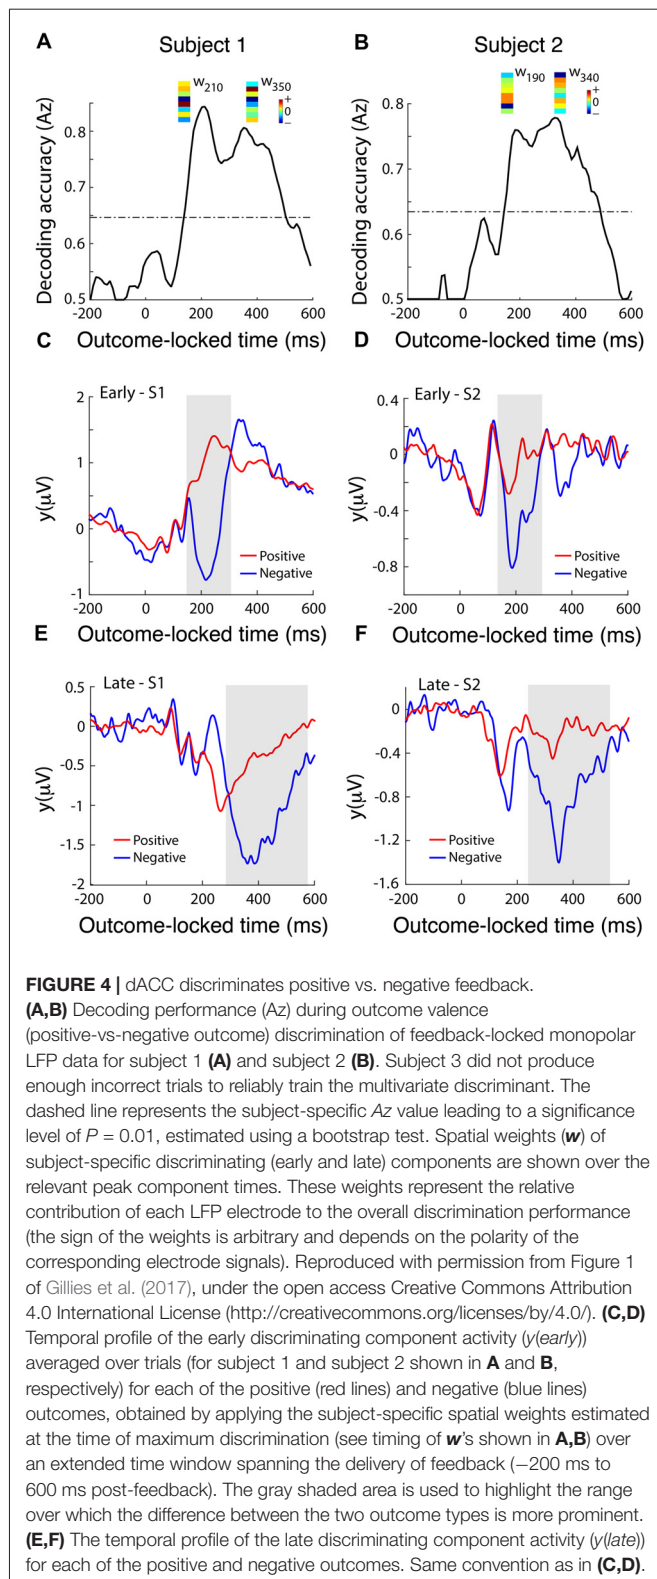 A Subject 1
B Subject 2
w210 w350
+
0
−
w190 w340
+
0
−
Decoding accuracy (Az)
0.8
0.7
0.6
0.5
-200 0 200 400 600
Outcome-locked time (ms)
Decoding accuracy (Az)
0.8
0.7
0.6
0.5
-200 0 200 400 600
Outcome-locked time (ms)
C
Early - S1
y(μV)
2
1
0
-1
Positive
Negative
-200 0 200 400 600
Outcome-locked time (ms)
D
Early - S2
y(μV)
0.4
0
-0.4
-0.8
Positive
Negative
-200 0 200 400 600
Outcome-locked time (ms)
E
Late - S1
y(μV)
0.5
0
-0.5
-1
-1.5
-2
Positive
Negative
-200 0 200 400 600
Outcome-locked time (ms)
F
Late - S2
y(μV)
0
-0.4
-0.8
-1.2
-1.6
Positive
Negative
-200 0 200 400 600
Outcome-locked time (ms)
FIGURE 4 | dACC discriminates positive vs. negative feedback.
(A,B) Decoding performance (Az) during outcome valence
(positive-vs-negative outcome) discrimination of feedback-locked monopolar
LFP data for subject 1 (A) and subject 2 (B). Subject 3 did not produce
enough incorrect trials to reliably train the multivariate discriminant. The
dashed line represents the subject-specific Az value leading to a significance
level of P = 0.01, estimated using a bootstrap test. Spatial weights (w) of
subject-specific discriminating (early and late) components are shown over the
relevant peak component times. These weights represent the relative
contribution of each LFP electrode to the overall discrimination performance
(the sign of the weights is arbitrary and depends on the polarity of the
corresponding electrode signals). Reproduced with permission from Figure 1
of Gillies et al. (2017), under the open access Creative Commons Attribution
4.0 International License (http://creativecommons.org/licenses/by/4.0/). (C,D)
Temporal profile of the early discriminating component activity (y(early))
averaged over trials (for subject 1 and subject 2 shown in A and B,
respectively) for each of the positive (red lines) and negative (blue lines)
outcomes, obtained by applying the subject-specific spatial weights estimated
at the time of maximum discrimination (see timing of w's shown in A,B) over
an extended time window spanning the delivery of feedback (−200 ms to
600 ms post-feedback). The gray shaded area is used to highlight the range
over which the difference between the two outcome types is more prominent.
(E,F) The temporal profile of the late discriminating component activity (y(late))
for each of the positive and negative outcomes. Same convention as in (C,D).